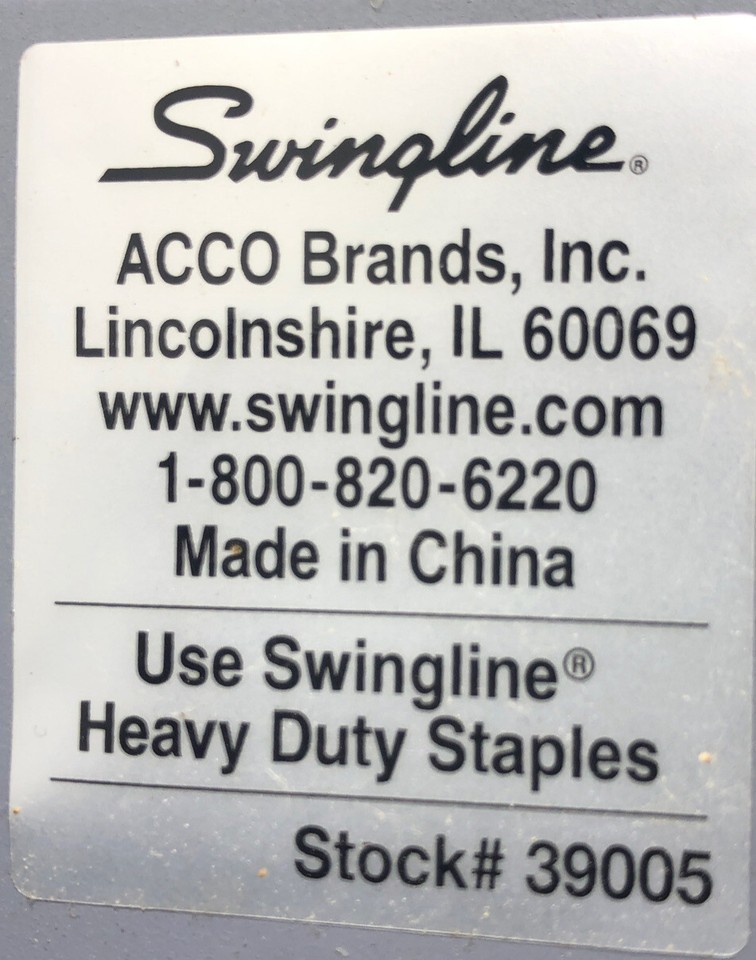 Swingline®
ACCO Brands, Inc.
Lincolnshire, IL 60069
www.swingline.com
1-800-820-6220
Made in China
Use Swingline®
Heavy Duty Staples
Stock# 39005